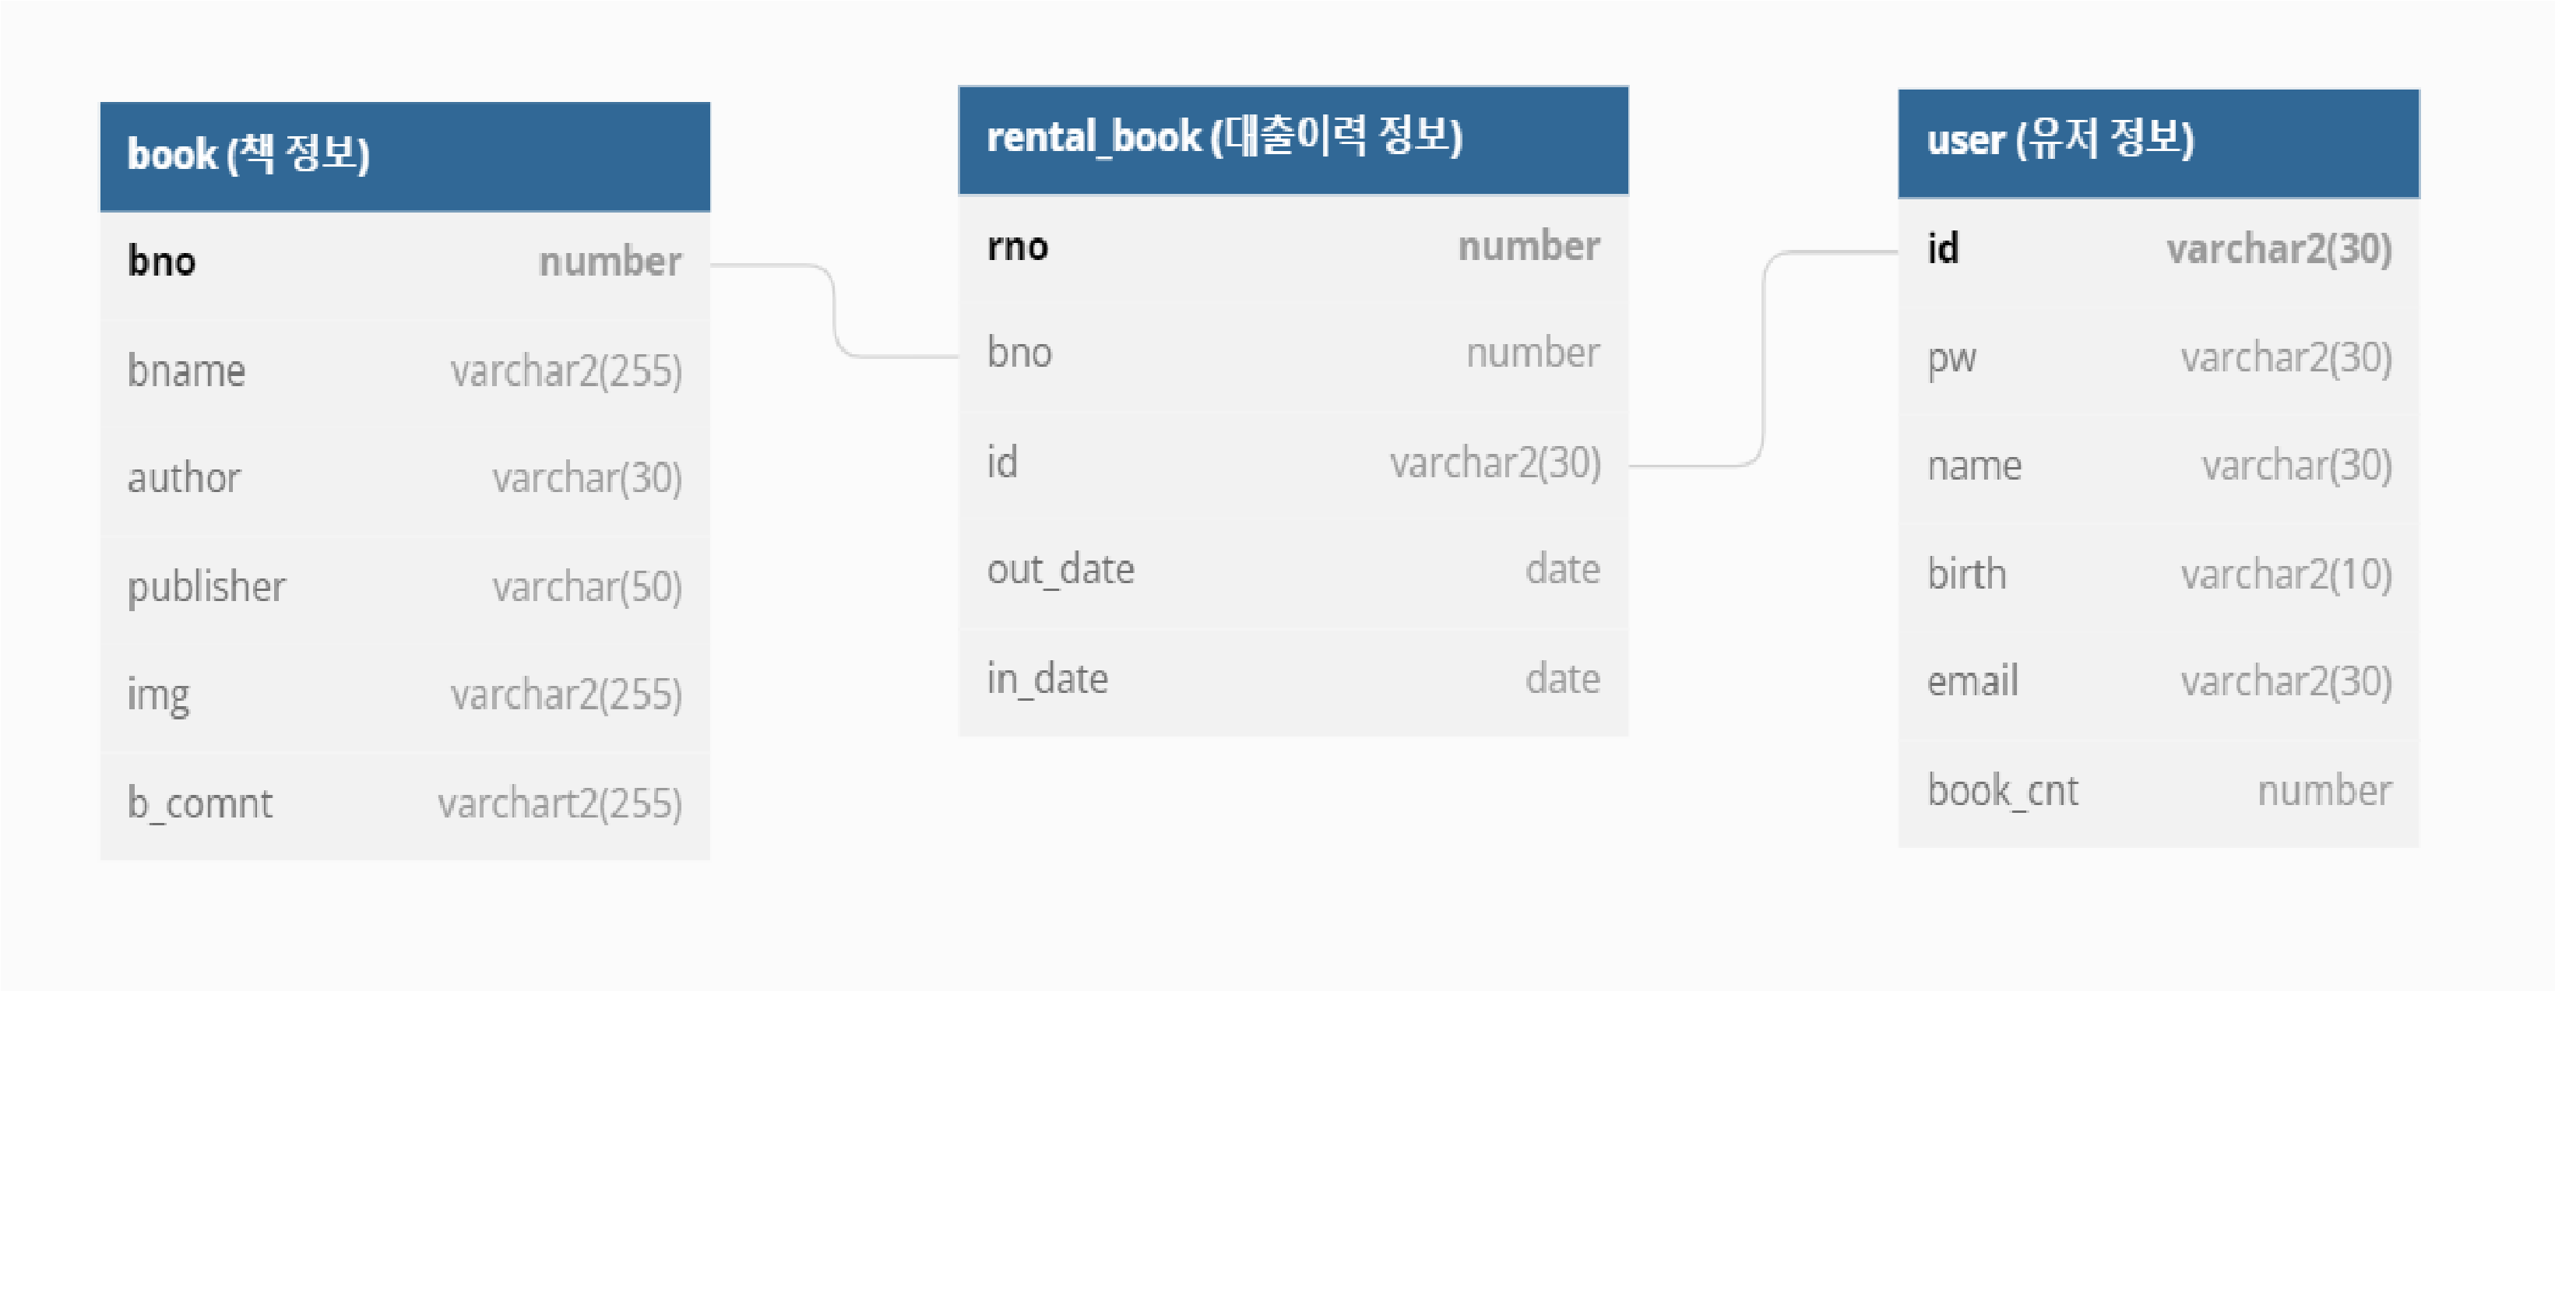 book (책 정보)
bno number
bname varchar2(255)
author varchar(30)
publisher varchar(50)
img varchar2(255)
b_comnt varchart2(255)
rental_book (대출이력 정보)
rno number
bno number
id varchar2(30)
out_date date
in_date date
user (유저 정보)
id varchar2(30)
pw varchar2(30)
name varchar(30)
birth varchar2(10)
email varchar2(30)
book_cnt number